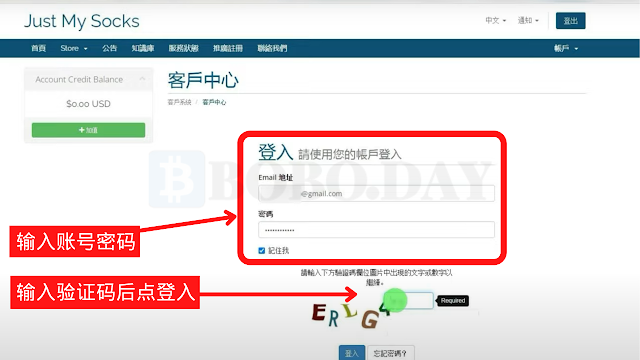 Just My Socks
中文
通知
登出
首頁 Store 公告 知識庫 服務狀態 推廣註冊 聯絡我們 帳戶
Account Credit Balance
$0.00 USD
加值
客戶中心
客戶系統 / 客戶中心
登入 請使用您的帳戶登入
Email 地址
@gmail.com
密碼
記住我
BOBO.DAY
输入账号密码
請輸入下方驗證碼欄位圖片中出現的文字或數字以
繼續。
输入验证码后点登入
Required
ERLG4
登入 忘記密碼？